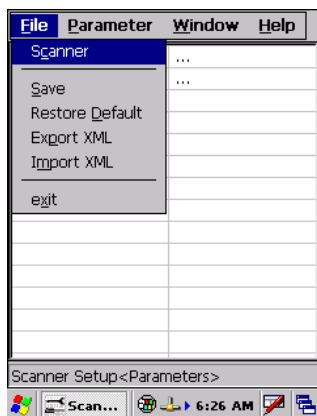 File Parameter Window Help
Scanner
...
...
Save
Restore Default
Export XML
Import XML
exit
Scanner Setup<Parameters>
Scan... 6:26 AM